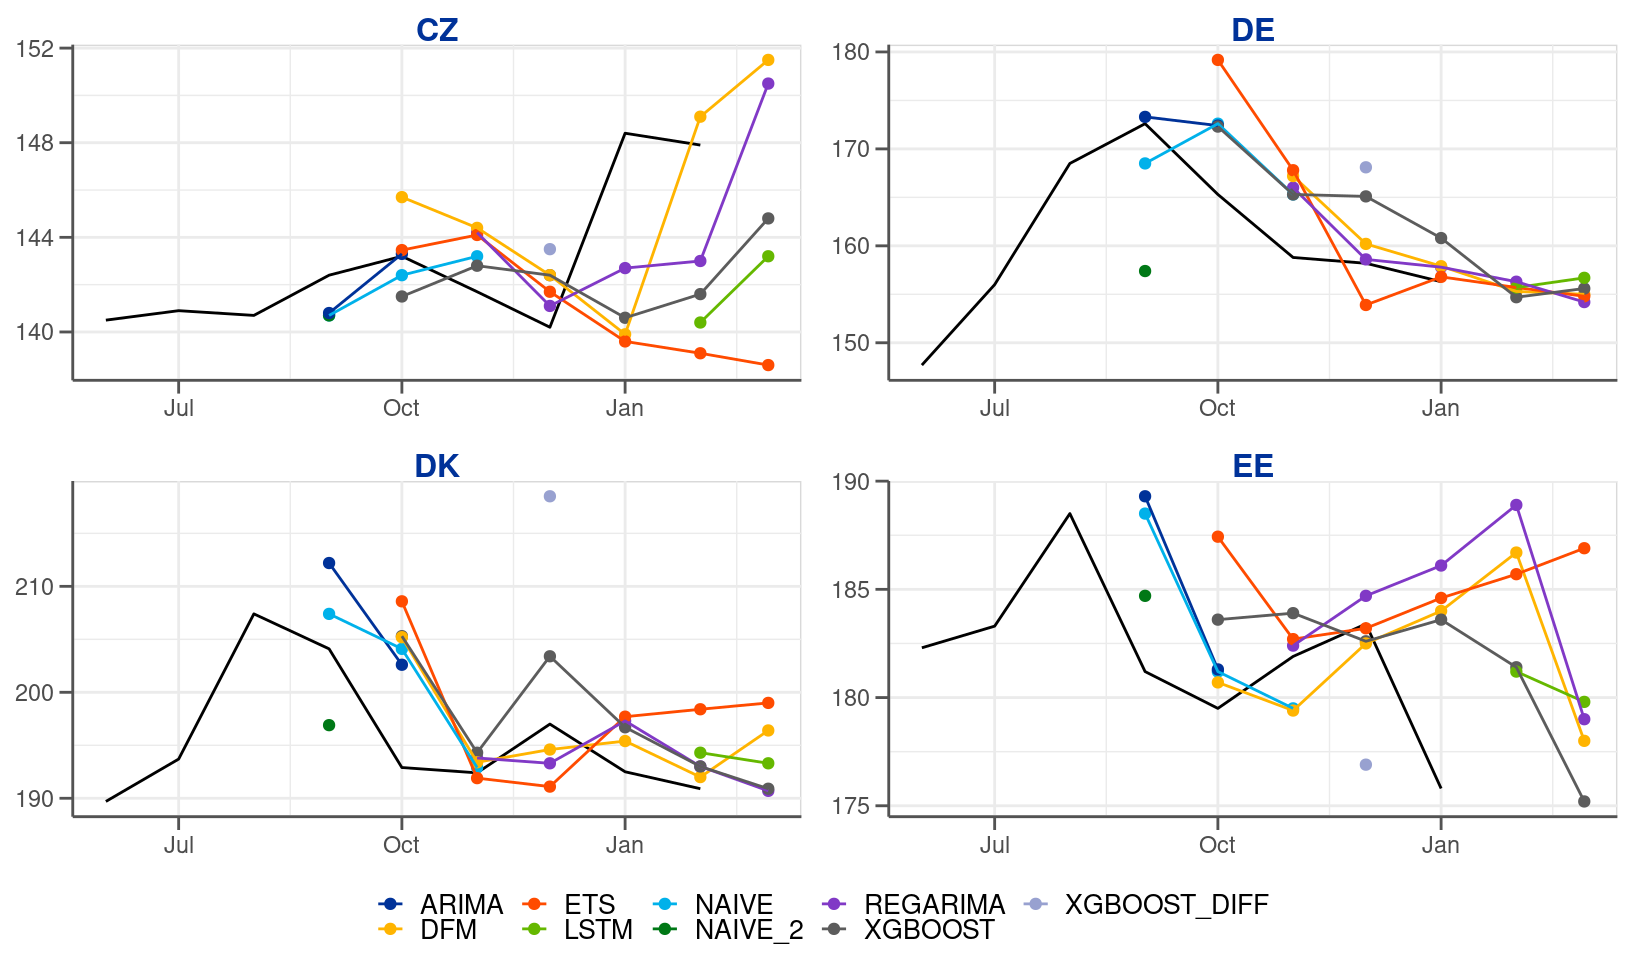 CZ
152
148
144
140
Jul Oct Jan
DE
180
170
160
150
Jul Oct Jan
DK
210
200
190
Jul Oct Jan
EE
190
185
180
175
Jul Oct Jan
ARIMA ETS NAIVE REGARIMA XGBOOST_DIFF
DFM LSTM NAIVE_2 XGBOOST